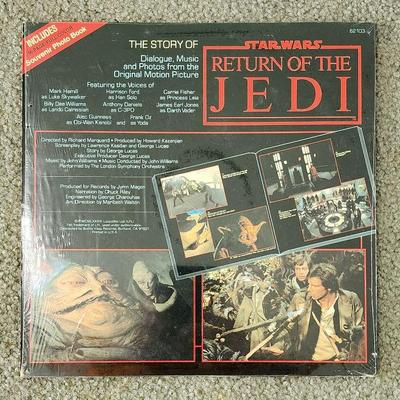 INCLUDES
Souvenir Photo Book
62103
THE STORY OF
STAR WARS
RETURN OF THE
JEDI
Dialogue, Music
and Photos from the
Original Motion Picture
Featuring the Voices of
Mark Hamill
as Luke Skywalker
Harrison Ford
as Han Solo
Carrie Fisher
as Princess Leia
Billy Dee Williams
as Lando Calrissian
Anthony Daniels
as C-3PO
James Earl Jones
as Darth Vader
Alec Guinness
as Obi-Wan Kenobi
and
Frank Oz
as Yoda
Directed by Richard Marquand • Produced by Howard Kazanjian
Screenplay by Lawrence Kasdan and George Lucas
Story by George Lucas
Executive Producer George Lucas
Music by John Williams • Music Conducted by John Williams
Performed by The London Symphony Orchestra
Produced for Records by Jymn Magon
Narration by Chuck Riley
Engineered by George Charouhas
Art Direction by Maribeth Walton